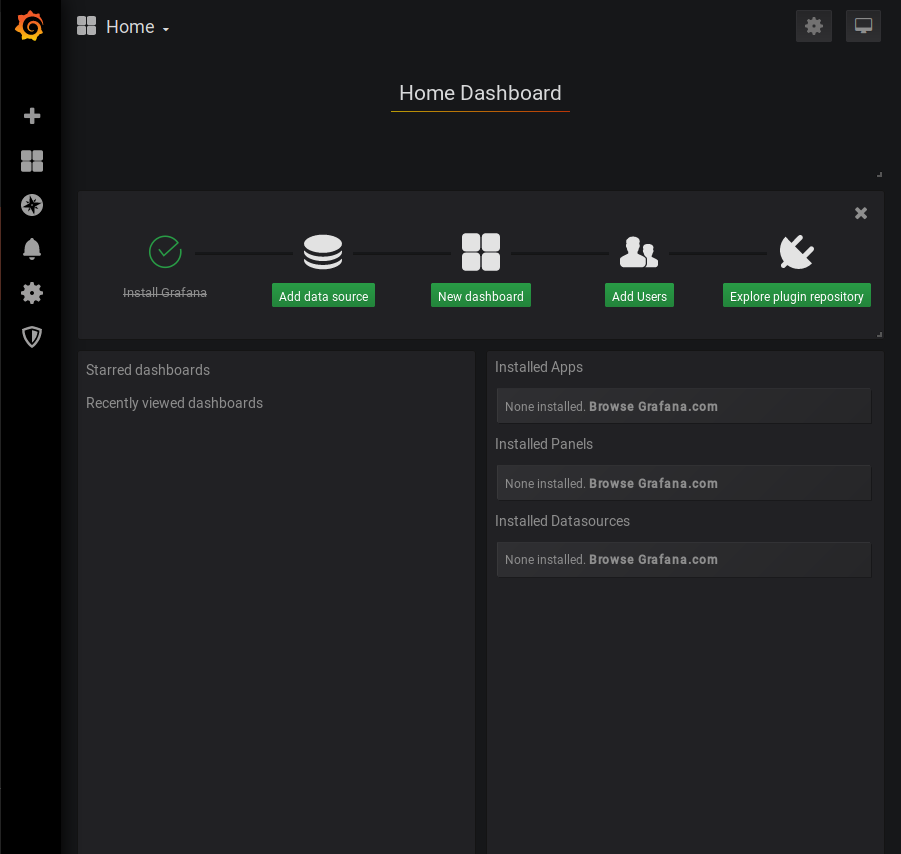 Home
Home Dashboard
Install Grafana
Add data source
New dashboard
Add Users
Explore plugin repository
Starred dashboards
Recently viewed dashboards
Installed Apps
None installed. Browse Grafana.com
Installed Panels
None installed. Browse Grafana.com
Installed Datasources
None installed. Browse Grafana.com